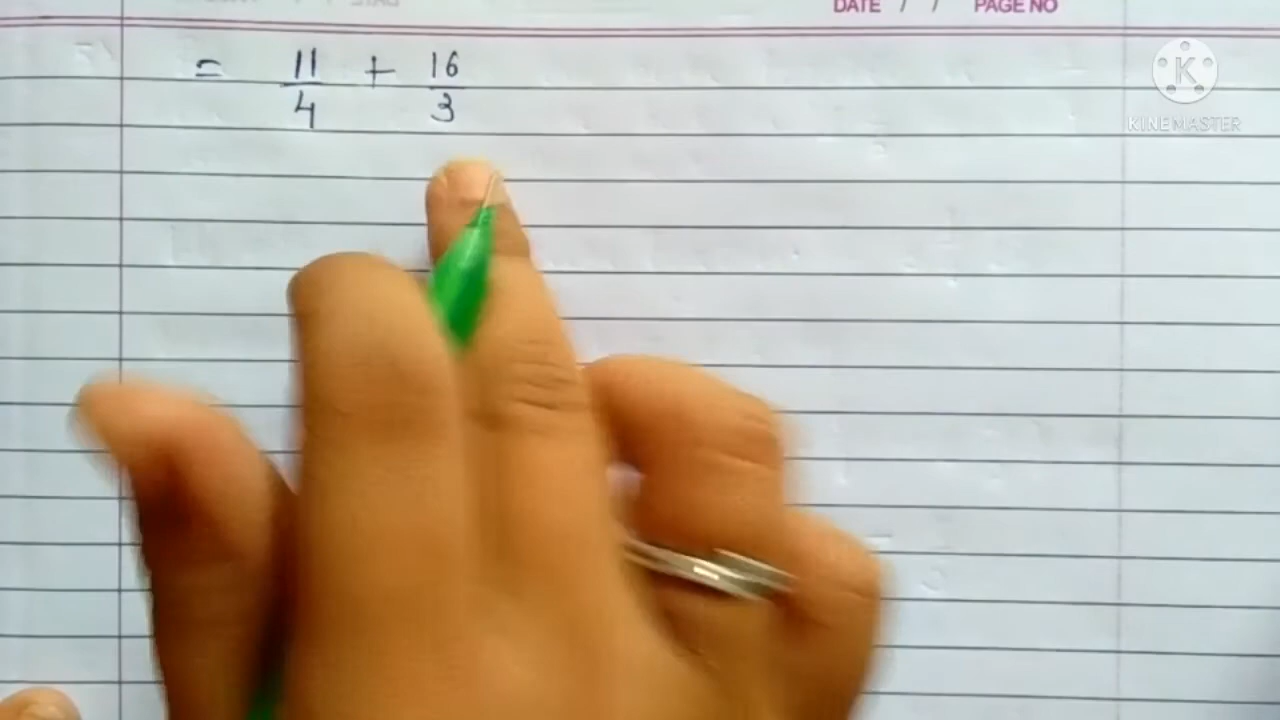 DATE / / PAGE NO
= 11/4 + 16/3
KINEMASTER